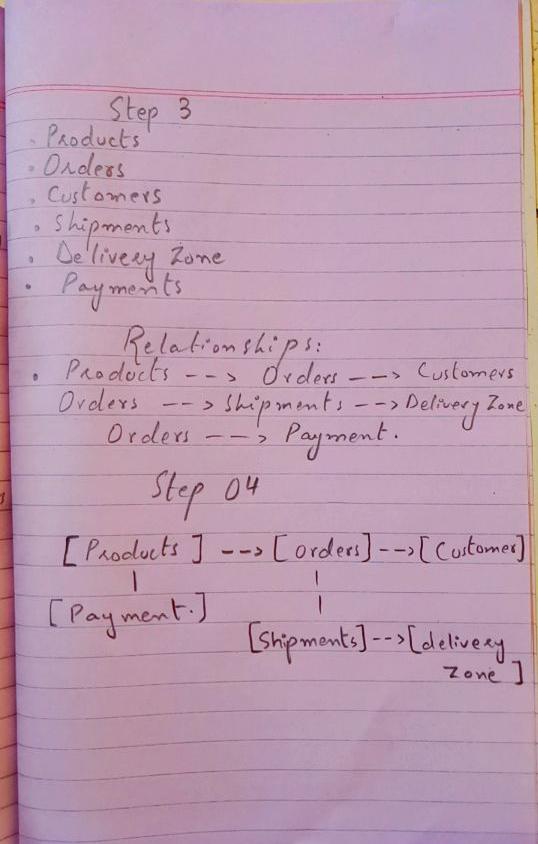 Step 3
· Products
· Orders
· Customers
· Shipments
· Delivery Zone
· Payments
Relationships:
· Products --> Orders --> Customers
Orders --> Shipments --> Delivery Zone
Orders --> Payment.
Step 04
[Products] --> [orders] --> [Customer]
[Payment.]
[Shipments] --> [delivery
Zone]